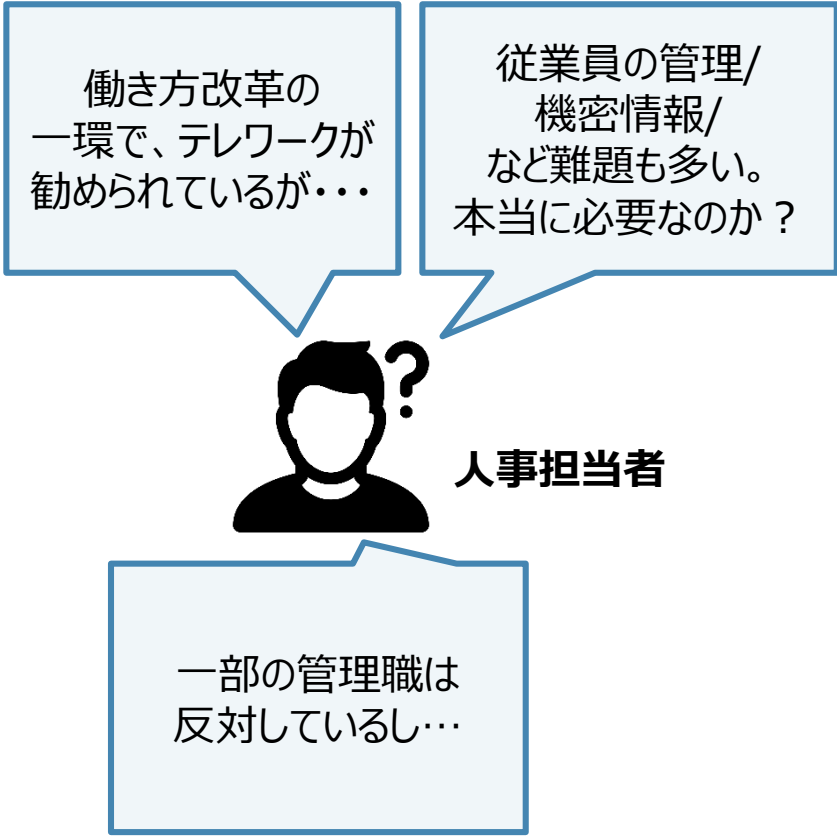 働き方改革の
一環で、テレワークが
勧められているが・・・
従業員の管理/
機密情報/
など難題も多い。
本当に必要なのか？
人事担当者
一部の管理職は
反対しているし…